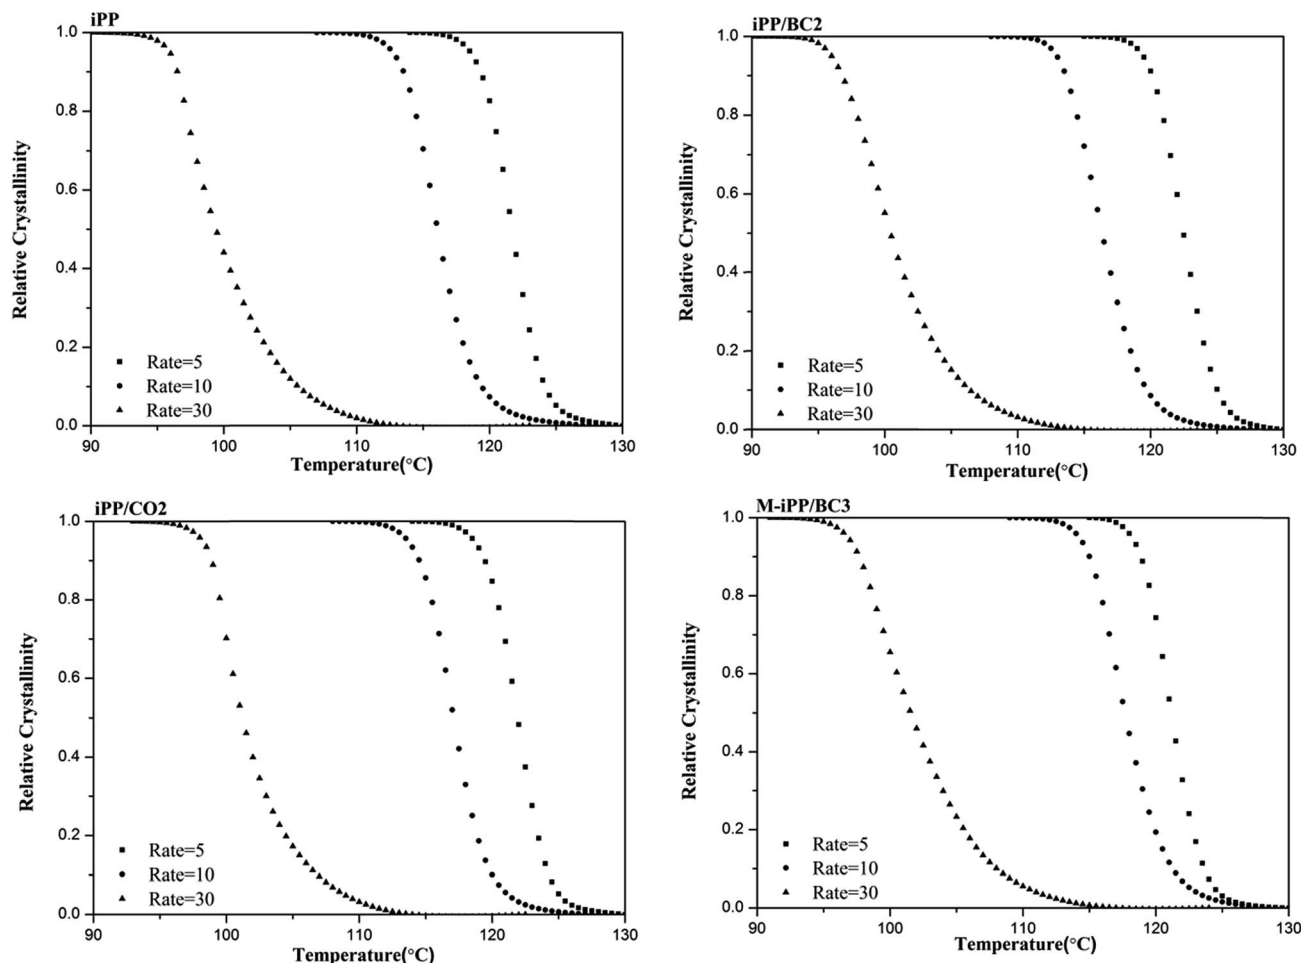 iPP
1.0
0.8
0.6
0.4
0.2
0.0
Relative Crystallinity
Rate=5
Rate=10
Rate=30
90
100
110
120
130
Temperature(°C)
iPP/BC2
1.0
0.8
0.6
0.4
0.2
0.0
Relative Crystallinity
Rate=5
Rate=10
Rate=30
90
100
110
120
130
Temperature(°C)
iPP/CO2
1.0
0.8
0.6
0.4
0.2
0.0
Relative Crystallinity
Rate=5
Rate=10
Rate=30
90
100
110
120
130
Temperature(°C)
M-iPP/BC3
1.0
0.8
0.6
0.4
0.2
0.0
Relative Crystallinity
Rate=5
Rate=10
Rate=30
90
100
110
120
130
Temperature(°C)